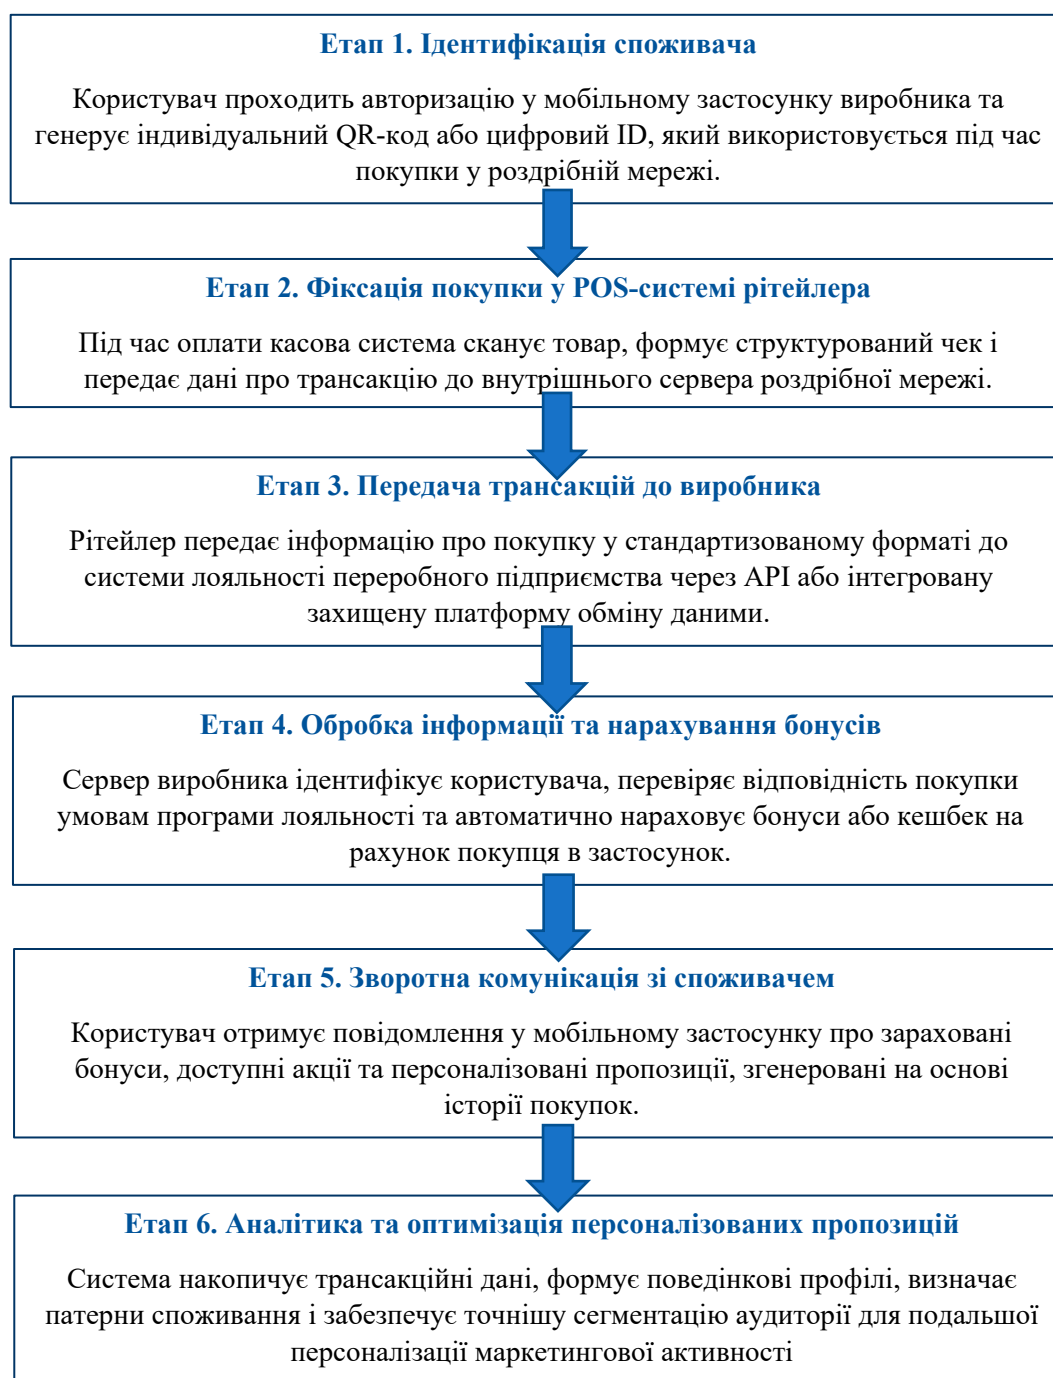 Етап 1. Ідентифікація споживача
Користувач проходить авторизацію у мобільному застосунку виробника та
генерує індивідуальний QR-код або цифровий ID, який використовується під час
покупки у роздрібній мережі.
Етап 2. Фіксація покупки у POS-системі рітейлера
Під час оплати касова система сканує товар, формує структурований чек і
передає дані про трансакцію до внутрішнього сервера роздрібної мережі.
Етап 3. Передача трансакцій до виробника
Рітейлер передає інформацію про покупку у стандартизованому форматі до
системи лояльності переробного підприємства через API або інтегровану
захищену платформу обміну даними.
Етап 4. Обробка інформації та нарахування бонусів
Сервер виробника ідентифікує користувача, перевіряє відповідність покупки
умовам програми лояльності та автоматично нараховує бонуси або кешбек на
рахунок покупця в застосунок.
Етап 5. Зворотна комунікація зі споживачем
Користувач отримує повідомлення у мобільному застосунку про зараховані
бонуси, доступні акції та персоналізовані пропозиції, згенеровані на основі
історії покупок.
Етап 6. Аналітика та оптимізація персоналізованих пропозицій
Система накопичує трансакційні дані, формує поведінкові профілі, визначає
патерни споживання і забезпечує точнішу сегментацію аудиторії для подальшої
персоналізації маркетингової активності